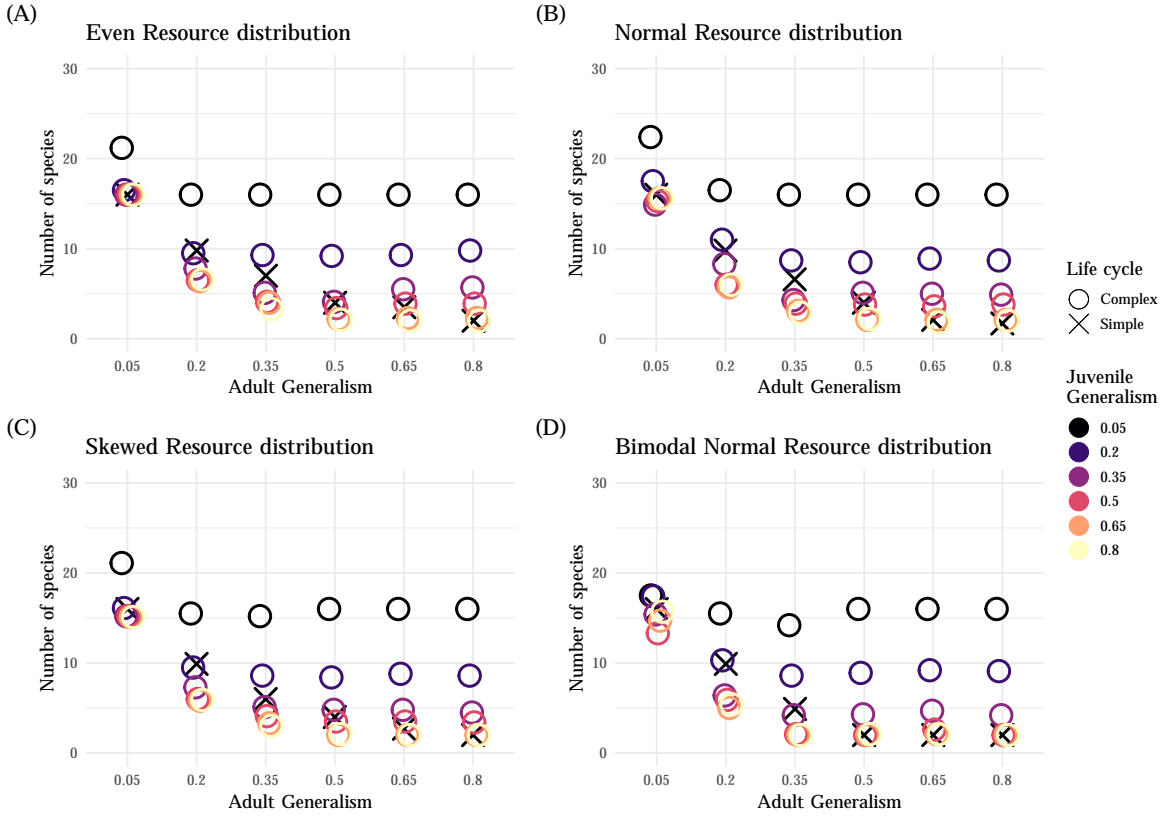 (A)
Even Resource distribution
30
20
10
0
Number of species
0.05 0.2 0.35 0.5 0.65 0.8
Adult Generalism
(B)
Normal Resource distribution
30
20
10
0
Number of species
0.05 0.2 0.35 0.5 0.65 0.8
Adult Generalism
(C)
Skewed Resource distribution
30
20
10
0
Number of species
0.05 0.2 0.35 0.5 0.65 0.8
Adult Generalism
(D)
Bimodal Normal Resource distribution
30
20
10
0
Number of species
0.05 0.2 0.35 0.5 0.65 0.8
Adult Generalism
Life cycle
Complex
Simple
Juvenile
Generalism
0.05
0.2
0.35
0.5
0.65
0.8